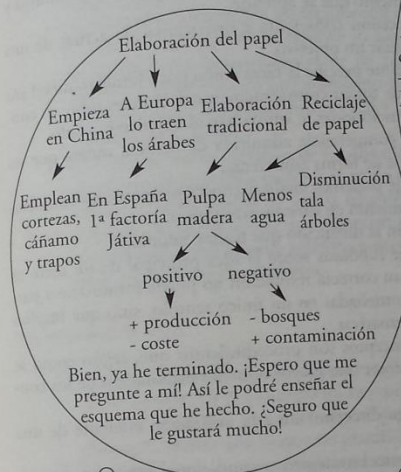 Elaboración del papel
Empieza
en China
A Europa
lo traen
los árabes
Elaboración
tradicional
Reciclaje
de papel
Emplean
cortezas,
cáñamo
y trapos
En España
1ª factoría
Játiva
Pulpa
madera
Menos
agua
Disminución
tala
árboles
positivo
negativo
+ producción
- coste
- bosques
+ contaminación
Bien, ya he terminado. ¡Espero que me
pregunte a mí! Así le podré enseñar el
esquema que he hecho. ¿Seguro que
le gustará mucho!